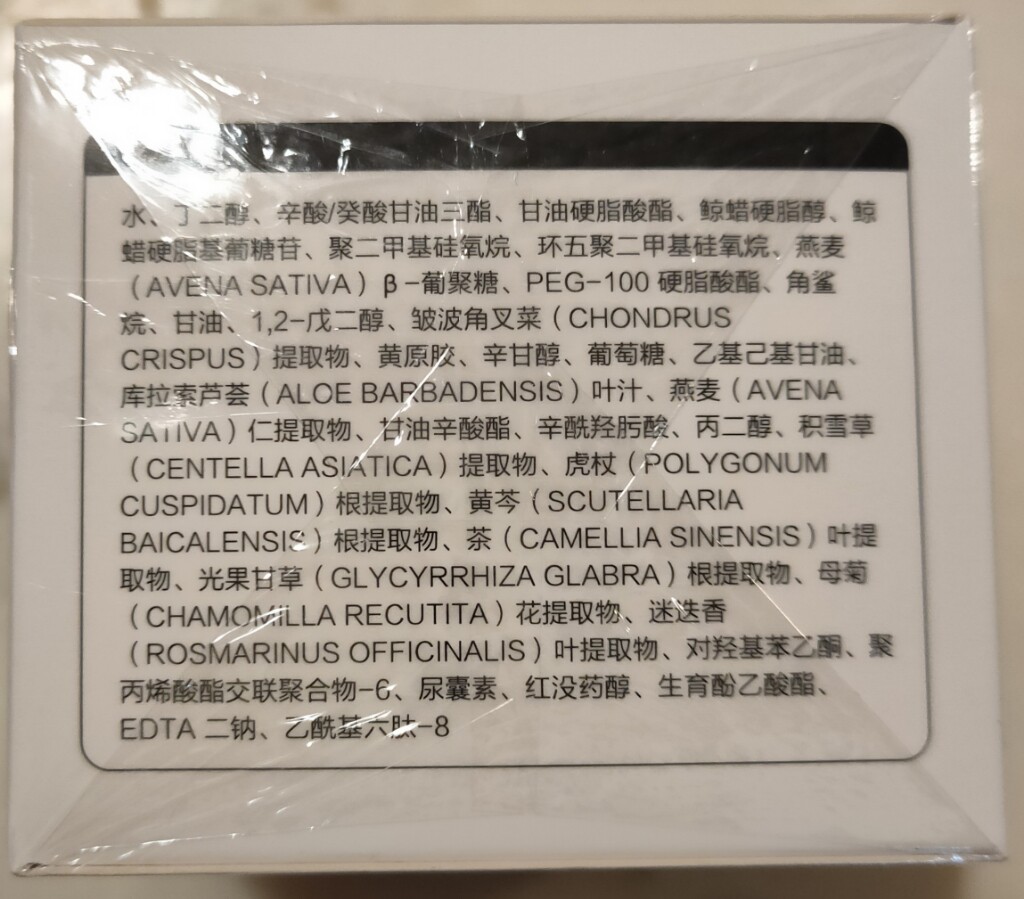 水、丁二醇、辛酸/癸酸甘油三酯、甘油硬脂酸酯、鲸蜡硬脂醇、鲸
蜡硬脂基葡糖苷、聚二甲基硅氧烷、环五聚二甲基硅氧烷、燕麦
（AVENA SATIVA）β-葡聚糖、PEG-100 硬脂酸酯、角鲨
烷、甘油、1,2-戊二醇、皱波角叉菜（CHONDRUS
CRISPUS）提取物、黄原胶、辛甘醇、葡萄糖、乙基己基甘油、
库拉索芦荟（ALOE BARBADENSIS）叶汁、燕麦（AVENA
SATIVA）仁提取物、甘油辛酸酯、辛酰羟肟酸、丙二醇、积雪草
（CENTELLA ASIATICA）提取物、虎杖（POLYGONUM
CUSPIDATUM）根提取物、黄芩（SCUTELLARIA
BAICALENSIS）根提取物、茶（CAMELLIA SINENSIS）叶提
取物、光果甘草（GLYCYRRHIZA GLABRA）根提取物、母菊
（CHAMOMILLA RECUTITA）花提取物、迷迭香
（ROSMARINUS OFFICINALIS）叶提取物、对羟基苯乙酮、聚
丙烯酸酯交联聚合物-6、尿囊素、红没药醇、生育酚乙酸酯、
EDTA 二钠、乙酰基六肽-8